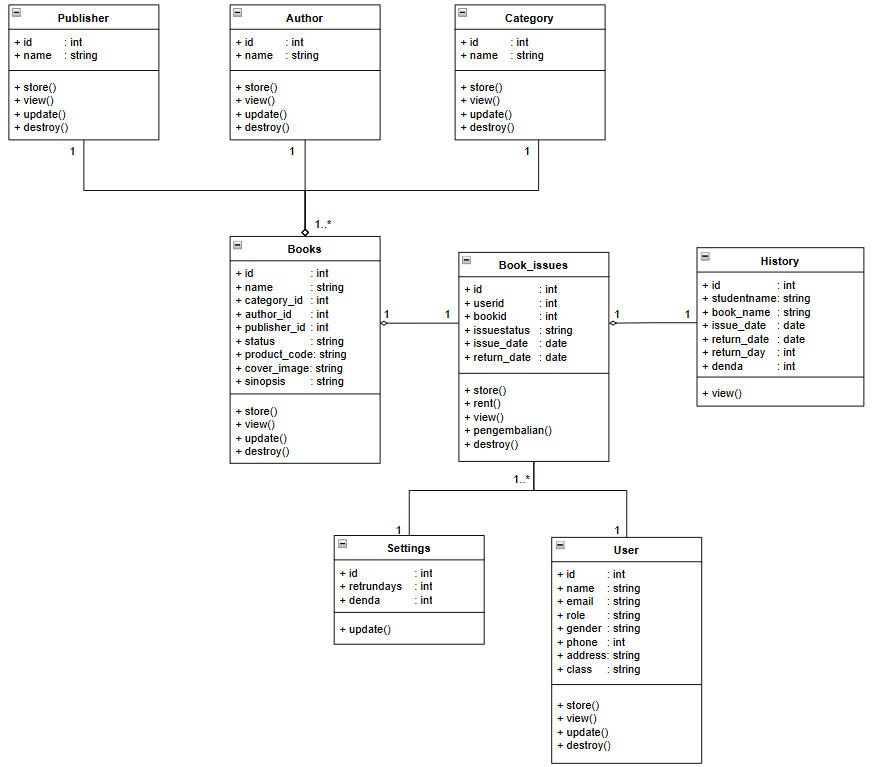 Publisher
+ id : int
+ name : string
+ store()
+ view()
+ update()
+ destroy()
1
Author
+ id : int
+ name : string
+ store()
+ view()
+ update()
+ destroy()
1
Category
+ id : int
+ name : string
+ store()
+ view()
+ update()
+ destroy()
1
1..*
Books
+ id : int
+ name : string
+ category_id : int
+ author_id : int
+ publisher_id : int
+ status : string
+ product_code: string
+ cover_image: string
+ sinopsis : string
+ store()
+ view()
+ update()
+ destroy()
1
1
Book_issues
+ id : int
+ userid : int
+ bookid : int
+ issuestatus : string
+ issue_date : date
+ return_date : date
+ store()
+ rent()
+ view()
+ pengembalian()
+ destroy()
1
1
History
+ id : int
+ studentname: string
+ book_name : string
+ issue_date : date
+ return_date : date
+ return_day : int
+ denda : int
+ view()
1..*
1
1
Settings
+ id : int
+ retrundays : int
+ denda : int
+ update()
User
+ id : int
+ name : string
+ email : string
+ role : string
+ gender : string
+ phone : int
+ address: string
+ class : string
+ store()
+ view()
+ update()
+ destroy()